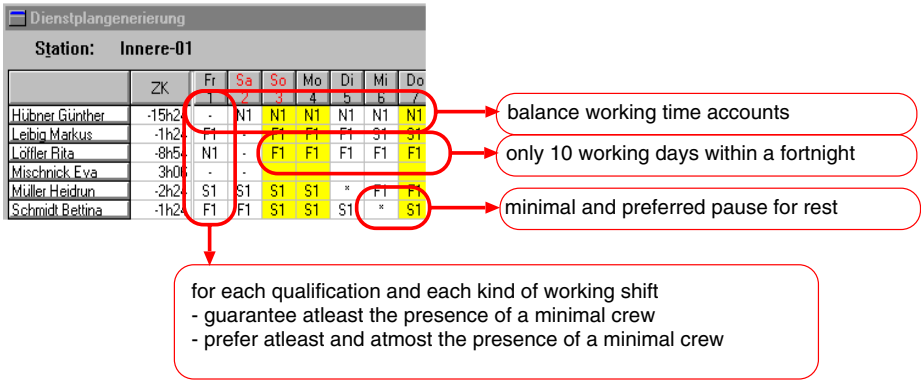 Dienstplangenerierung
Station: Innere-01
ZK Fr Sa So Mo Di Mi Do
1 2 3 4 5 6 7
Hübner Günther -15h24 - N1 N1 N1 N1 N1 N1
Leibig Markus -1h24 F1 - F1 F1 F1 S1 S1
Löffler Rita -8h54 N1 - F1 F1 F1 F1 F1
Mischnick Eva 3h06 - -
Müller Heidrun -2h24 S1 S1 S1 S1 * F1 F1
Schmidt Bettina -1h24 F1 F1 S1 S1 S1 * S1
balance working time accounts
only 10 working days within a fortnight
minimal and preferred pause for rest
for each qualification and each kind of working shift
- guarantee atleast the presence of a minimal crew
- prefer atleast and atmost the presence of a minimal crew